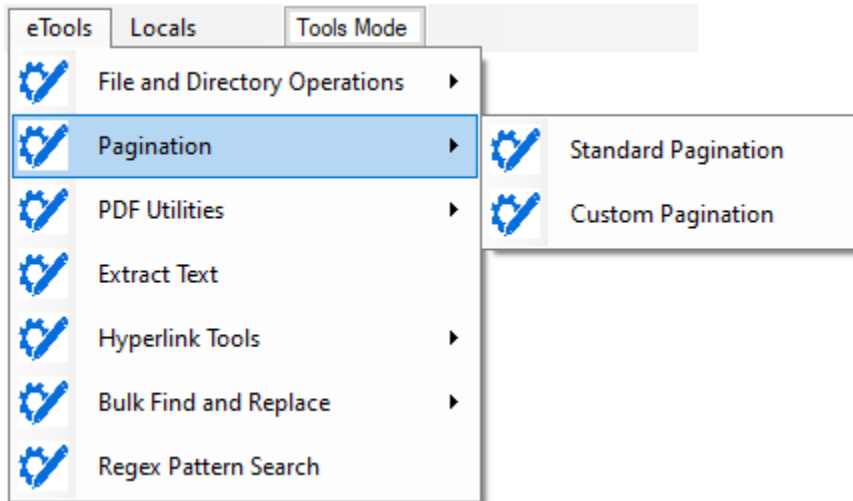 eTools Locals Tools Mode
File and Directory Operations
Pagination
Standard Pagination
PDF Utilities
Custom Pagination
Extract Text
Hyperlink Tools
Bulk Find and Replace
Regex Pattern Search